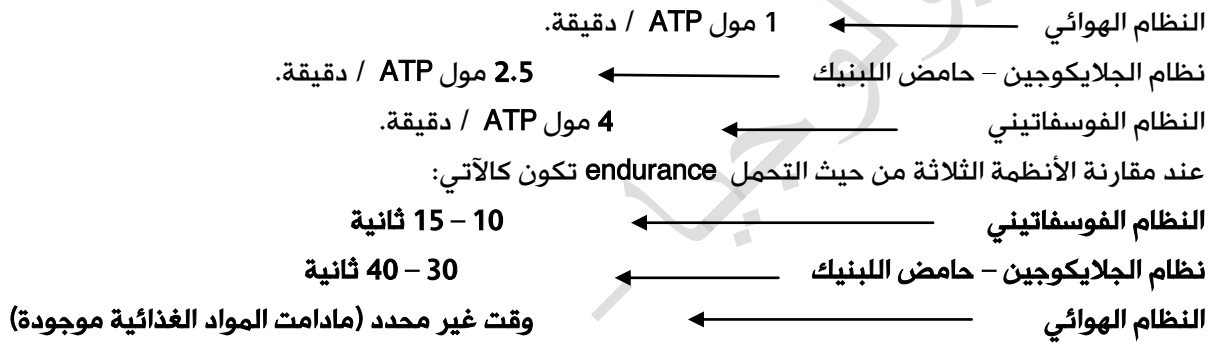 النظام الهوائي ← 1 مول ATP / دقيقة.
نظام الجلايكوجين – حامض اللبنيك ← 2.5 مول ATP / دقيقة.
النظام الفوسفاتيني ← 4 مول ATP / دقيقة.
عند مقارنة الأنظمة الثلاثة من حيث التحمل endurance تكون كالآتي:
النظام الفوسفاتيني ← 10 – 15 ثانية
نظام الجلايكوجين – حامض اللبنيك ← 30 – 40 ثانية
النظام الهوائي ← وقت غير محدد (مادامت المواد الغذائية موجودة)